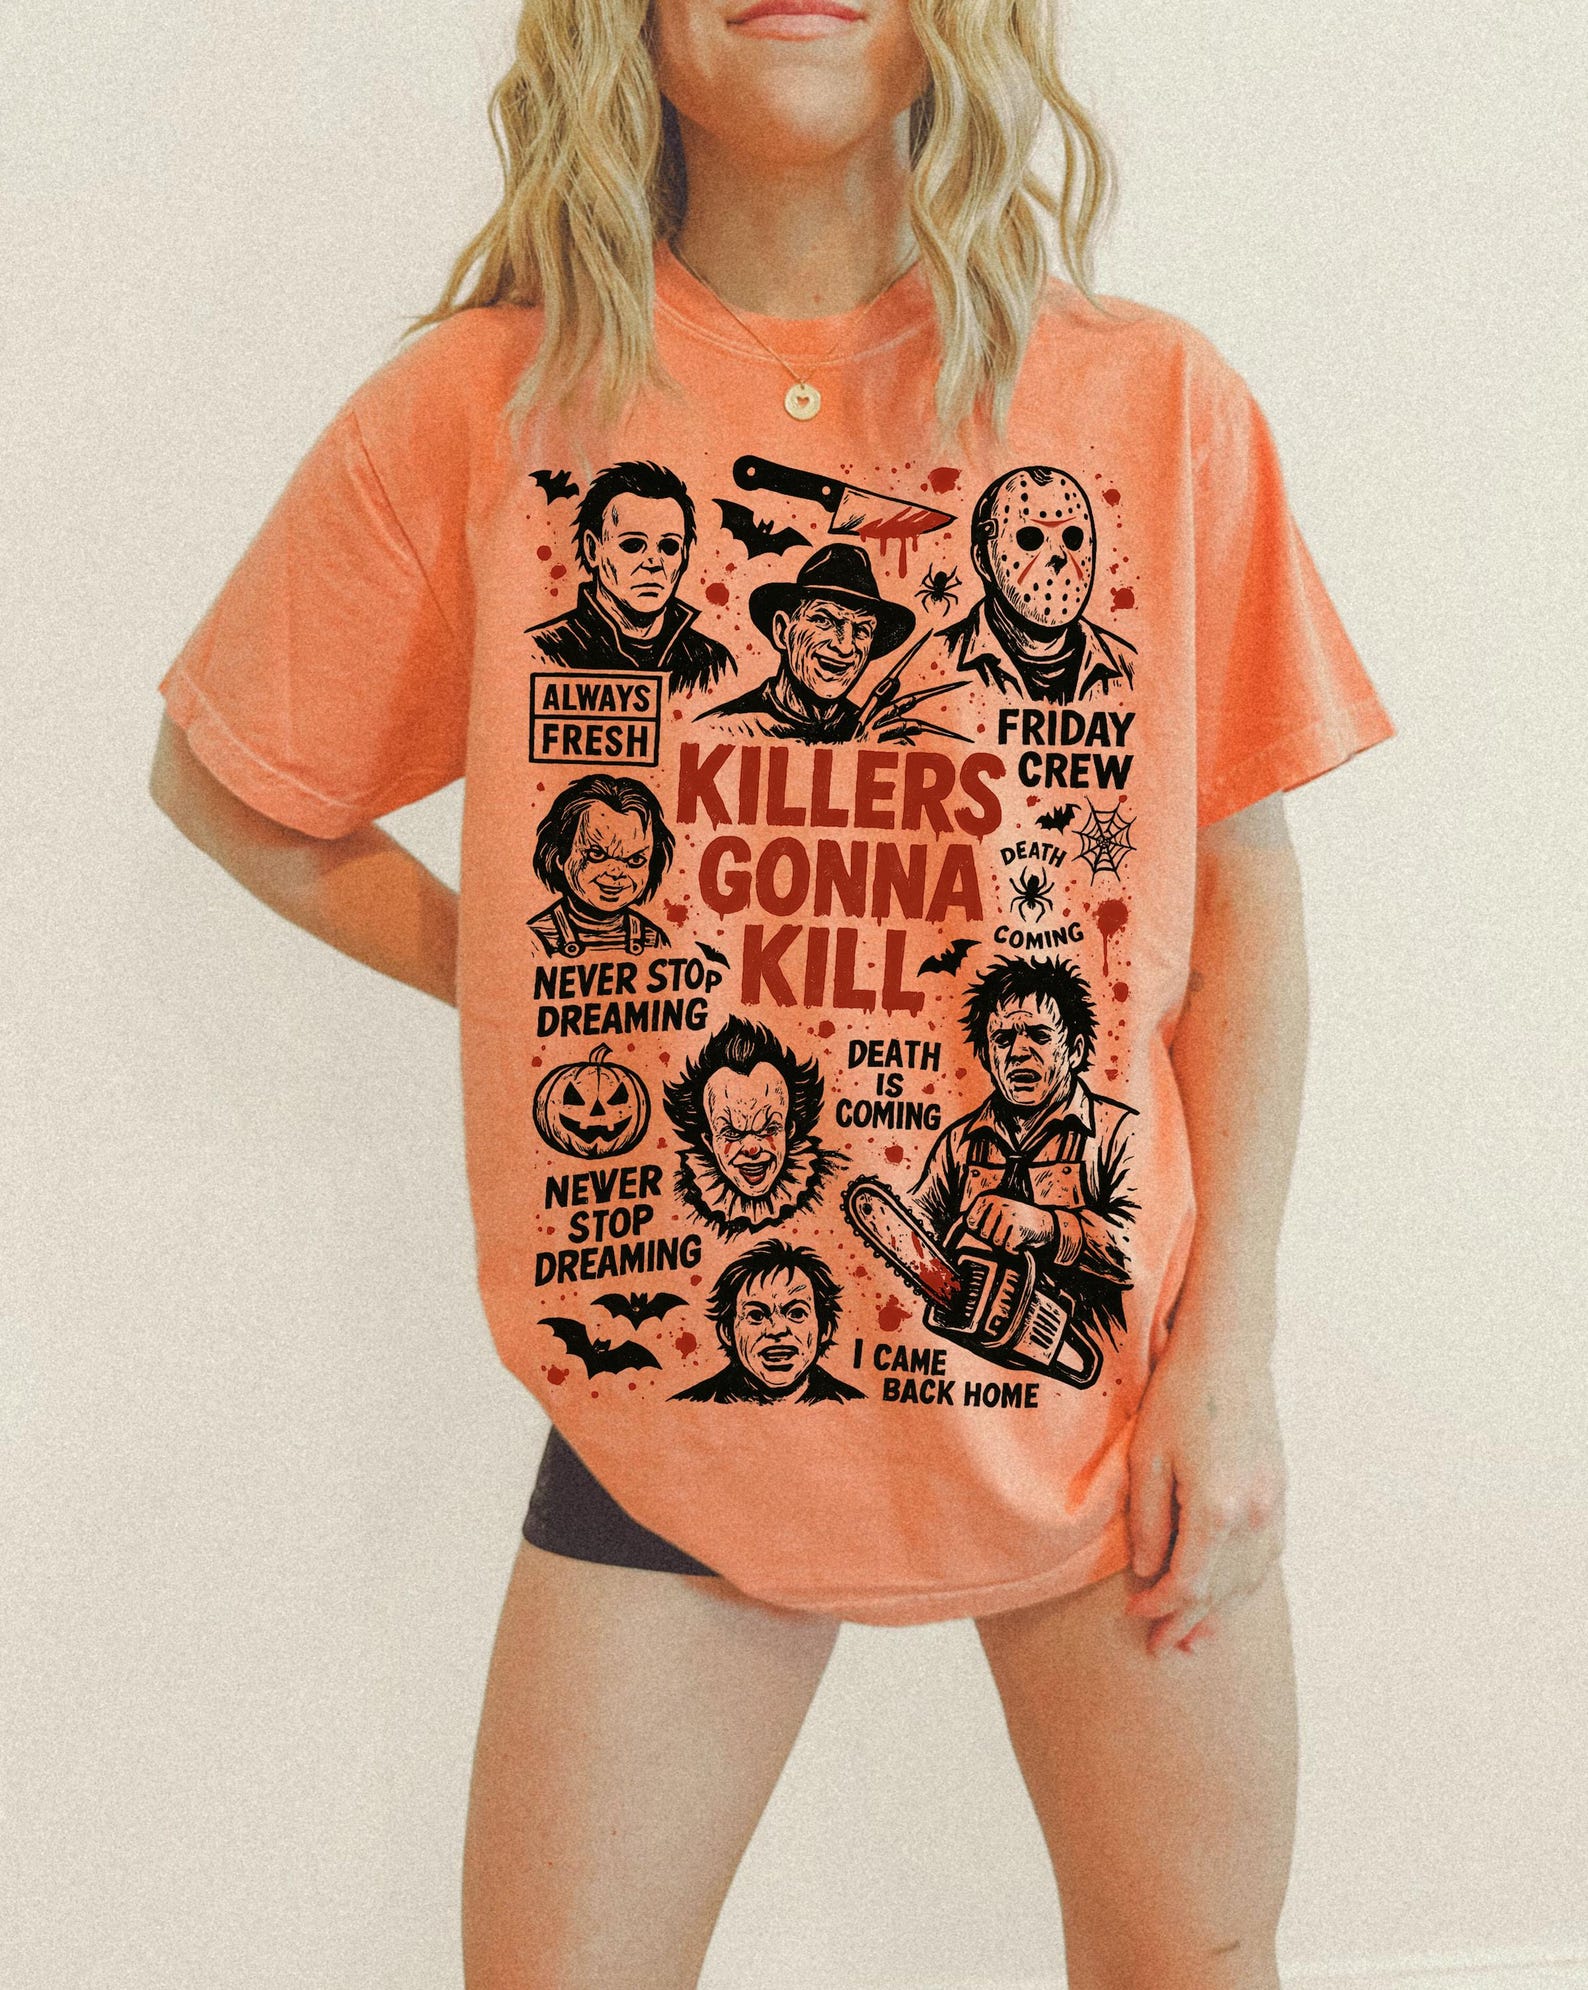 ALWAYS
FRESH
FRIDAY
CREW
KILLERS
GONNA
KILL
DEATH
COMING
NEVER STOP
DREAMING
DEATH
IS
COMING
NEVER
STOP
DREAMING
I CAME
BACK HOME